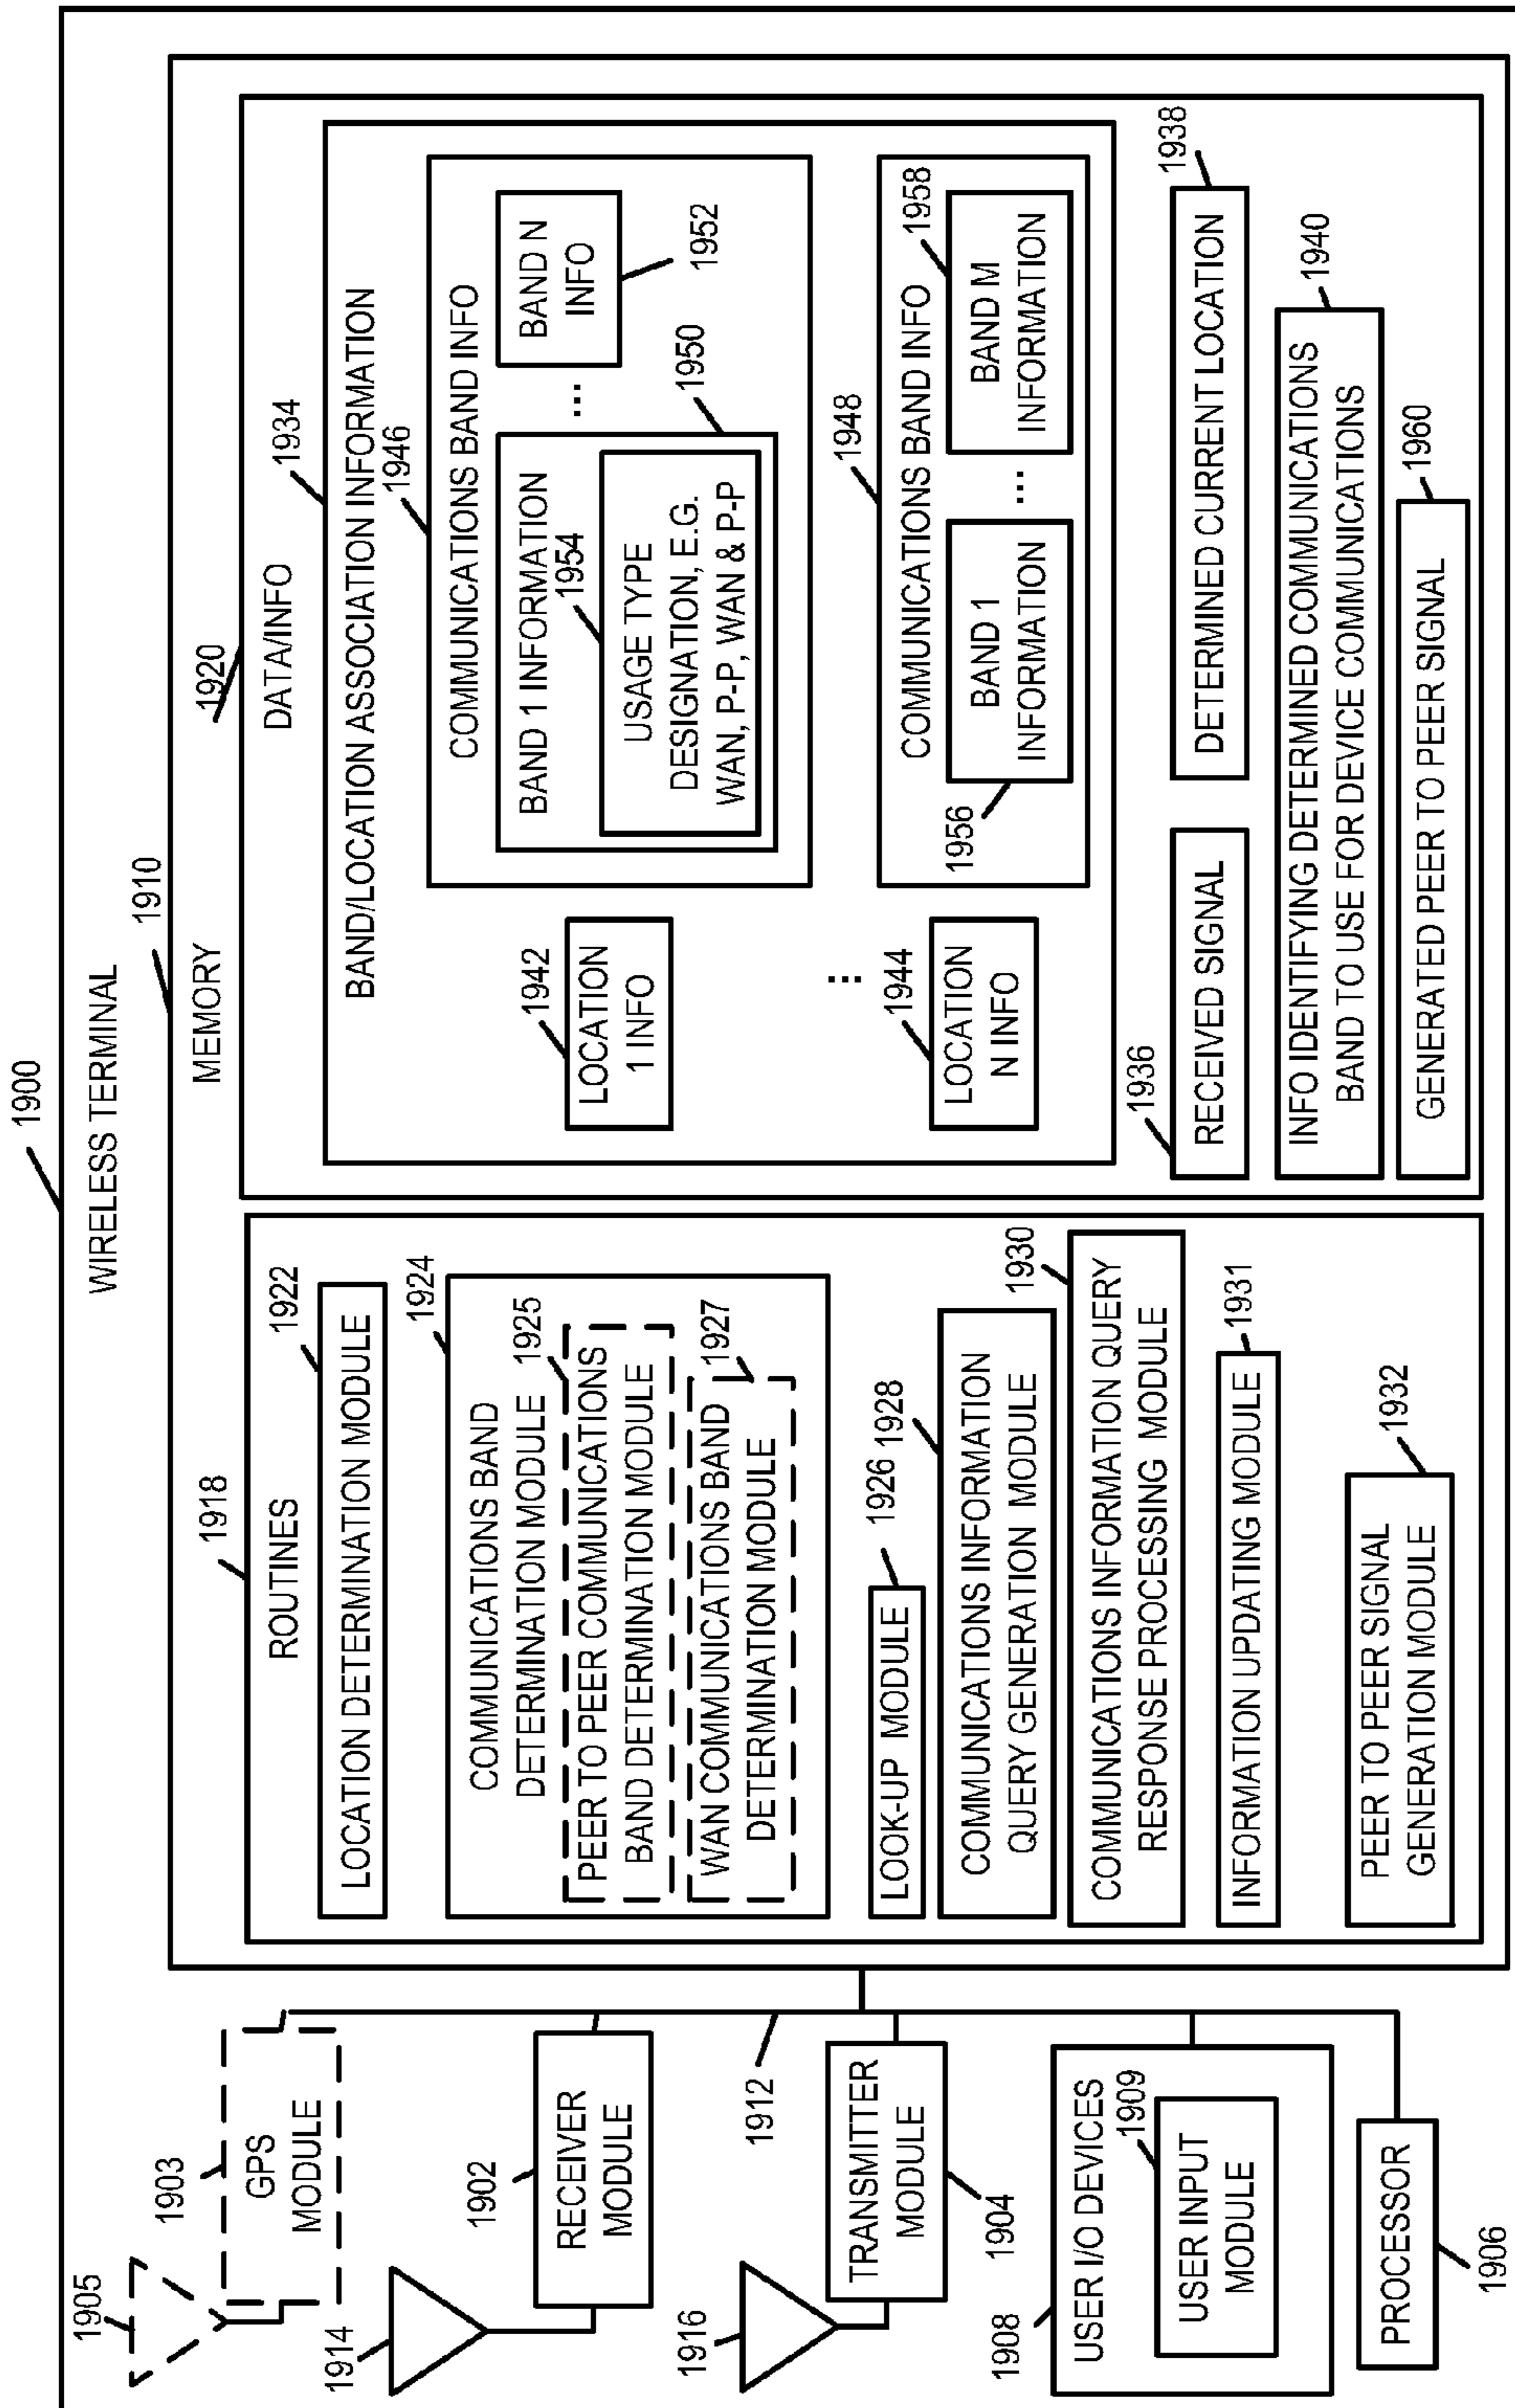 1900
WIRELESS TERMINAL
1905
1903
GPS
MODULE
1914
1902
RECEIVER
MODULE
1916
1912
TRANSMITTER
MODULE
1904
1908
USER I/O DEVICES
1909
USER INPUT
MODULE
PROCESSOR
1906
1910
MEMORY
1918
ROUTINES
1922
LOCATION DETERMINATION MODULE
1924
COMMUNICATIONS BAND
DETERMINATION MODULE
1925
PEER TO PEER COMMUNICATIONS
BAND DETERMINATION MODULE
1927
WAN COMMUNICATIONS BAND
DETERMINATION MODULE
1926
LOOK-UP MODULE
1928
COMMUNICATIONS INFORMATION
QUERY GENERATION MODULE
1930
COMMUNICATIONS INFORMATION QUERY
RESPONSE PROCESSING MODULE
1931
INFORMATION UPDATING MODULE
1932
PEER TO PEER SIGNAL
GENERATION MODULE
1920
DATA/INFO
1934
BAND/LOCATION ASSOCIATION INFORMATION
1942
LOCATION
1 INFO
1946
COMMUNICATIONS BAND INFO
BAND 1 INFORMATION
1954
USAGE TYPE
DESIGNATION, E.G.
WAN, P-P, WAN & P-P
1950
...
BAND N
INFO
1952
...
1944
LOCATION
N INFO
1948
COMMUNICATIONS BAND INFO
BAND 1
INFORMATION
1956
...
1958
BAND M
INFORMATION
1936
RECEIVED SIGNAL
1938
DETERMINED CURRENT LOCATION
1940
INFO IDENTIFYING DETERMINED COMMUNICATIONS
BAND TO USE FOR DEVICE COMMUNICATIONS
1960
GENERATED PEER TO PEER SIGNAL